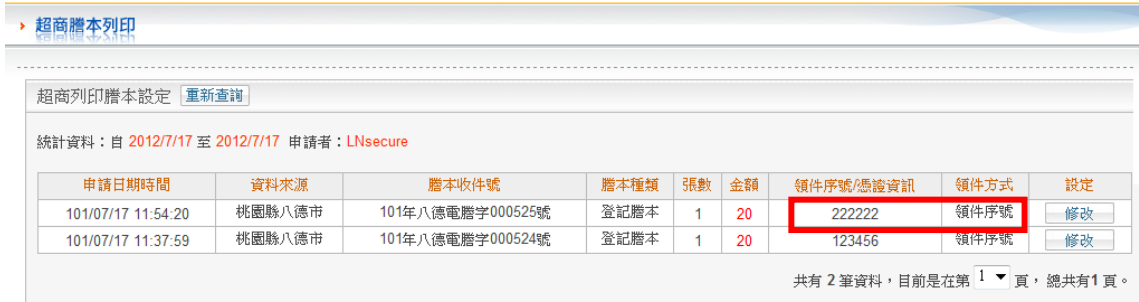 超商謄本列印
超商列印謄本設定 重新查詢
統計資料：自 2012/7/17 至 2012/7/17 申請者：LNsecure
申請日期時間 資料來源 謄本收件號 謄本種類 張數 金額 領件序號/憑證資訊 領件方式 設定
101/07/17 11:54:20 桃園縣八德市 101年八德電謄字000525號 登記謄本 1 20 222222 領件序號 修改
101/07/17 11:37:59 桃園縣八德市 101年八德電謄字000524號 登記謄本 1 20 123456 領件序號 修改
共有 2 筆資料，目前是在第 1 頁， 總共有1 頁。